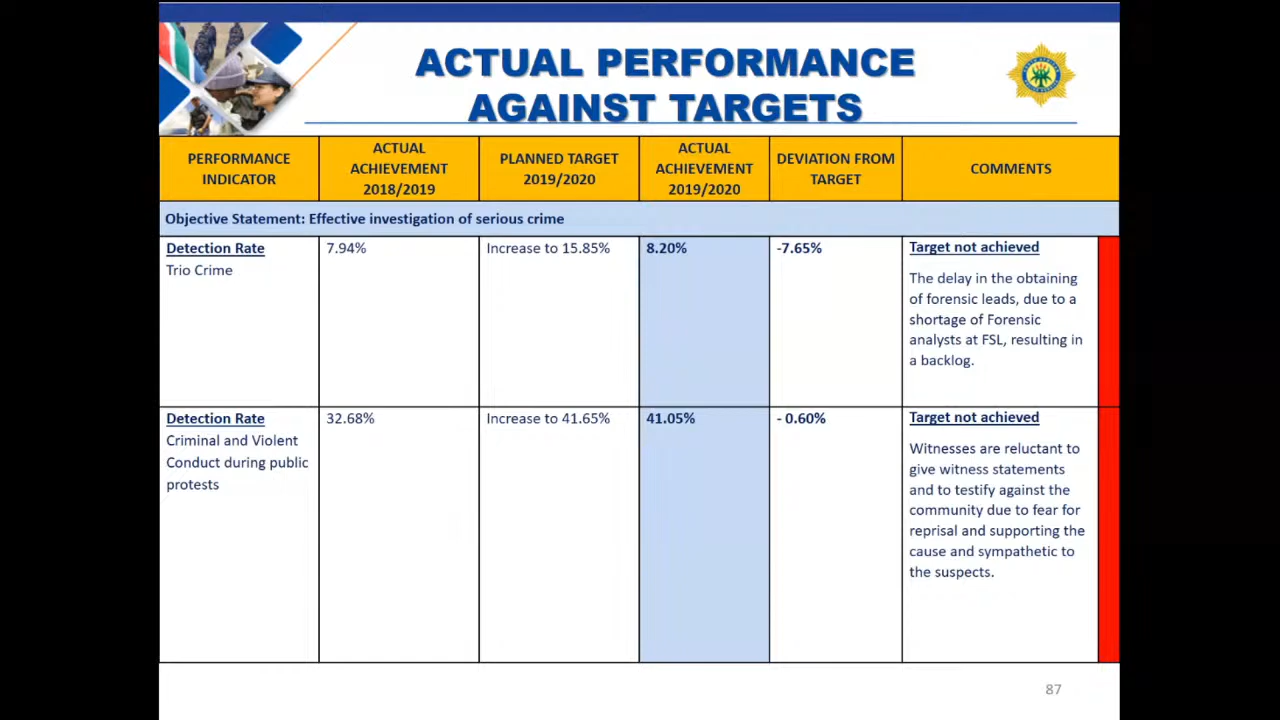 ACTUAL PERFORMANCE
AGAINST TARGETS
PERFORMANCE
INDICATOR
ACTUAL
ACHIEVEMENT
2018/2019
PLANNED TARGET
2019/2020
ACTUAL
ACHIEVEMENT
2019/2020
DEVIATION FROM
TARGET
COMMENTS
Objective Statement: Effective investigation of serious crime
Detection Rate
Trio Crime
7.94%
Increase to 15.85%
8.20%
-7.65%
Target not achieved
The delay in the obtaining
of forensic leads, due to a
shortage of Forensic
analysts at FSL, resulting in
a backlog.
Detection Rate
Criminal and Violent
Conduct during public
protests
32.68%
Increase to 41.65%
41.05%
- 0.60%
Target not achieved
Witnesses are reluctant to
give witness statements
and to testify against the
community due to fear for
reprisal and supporting the
cause and sympathetic to
the suspects.
87